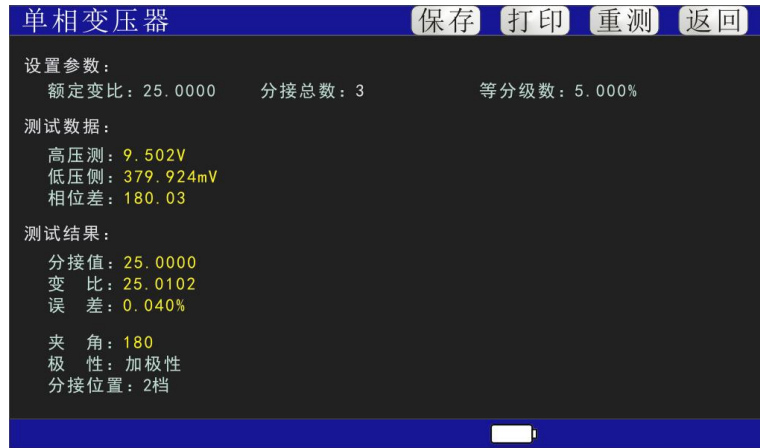 单相变压器 保存 打印 重测 返回
设置参数：
额定变比：25.0000 分接总数：3 等分级数：5.000%
测试数据：
高压测：9.502V
低压侧：379.924mV
相位差：180.03
测试结果：
分接值：25.0000
变 比：25.0102
误 差：0.040%
夹 角：180
极 性：加极性
分接位置：2档